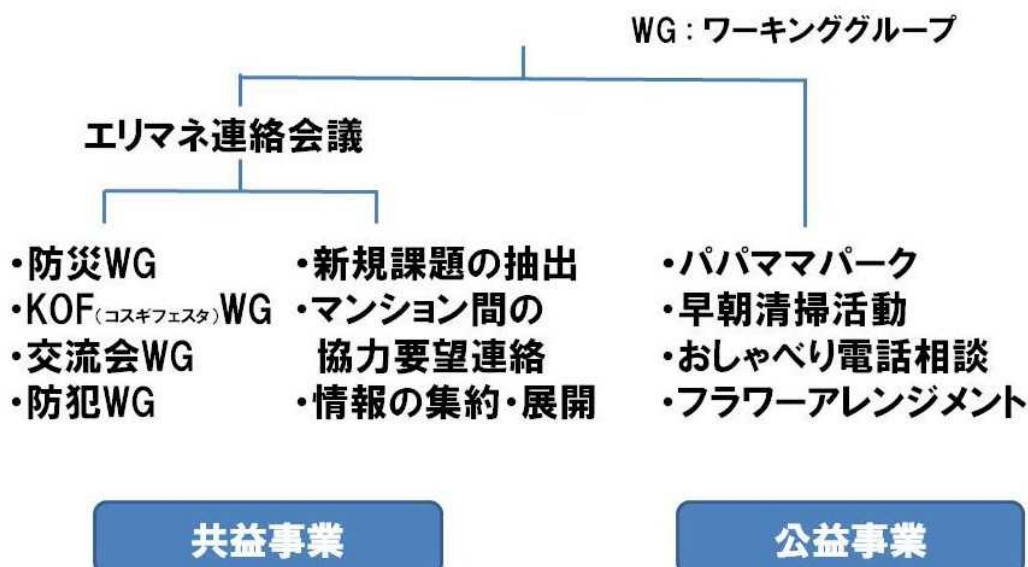 WG：ワーキンググループ
エリマネ連絡会議
・防災WG
・KOF（コスギフェスタ）WG
・交流会WG
・防犯WG
・新規課題の抽出
・マンション間の
協力要望連絡
・情報の集約・展開
・パパママパーク
・早朝清掃活動
・おしゃべり電話相談
・フラワーアレンジメント
共益事業
公益事業